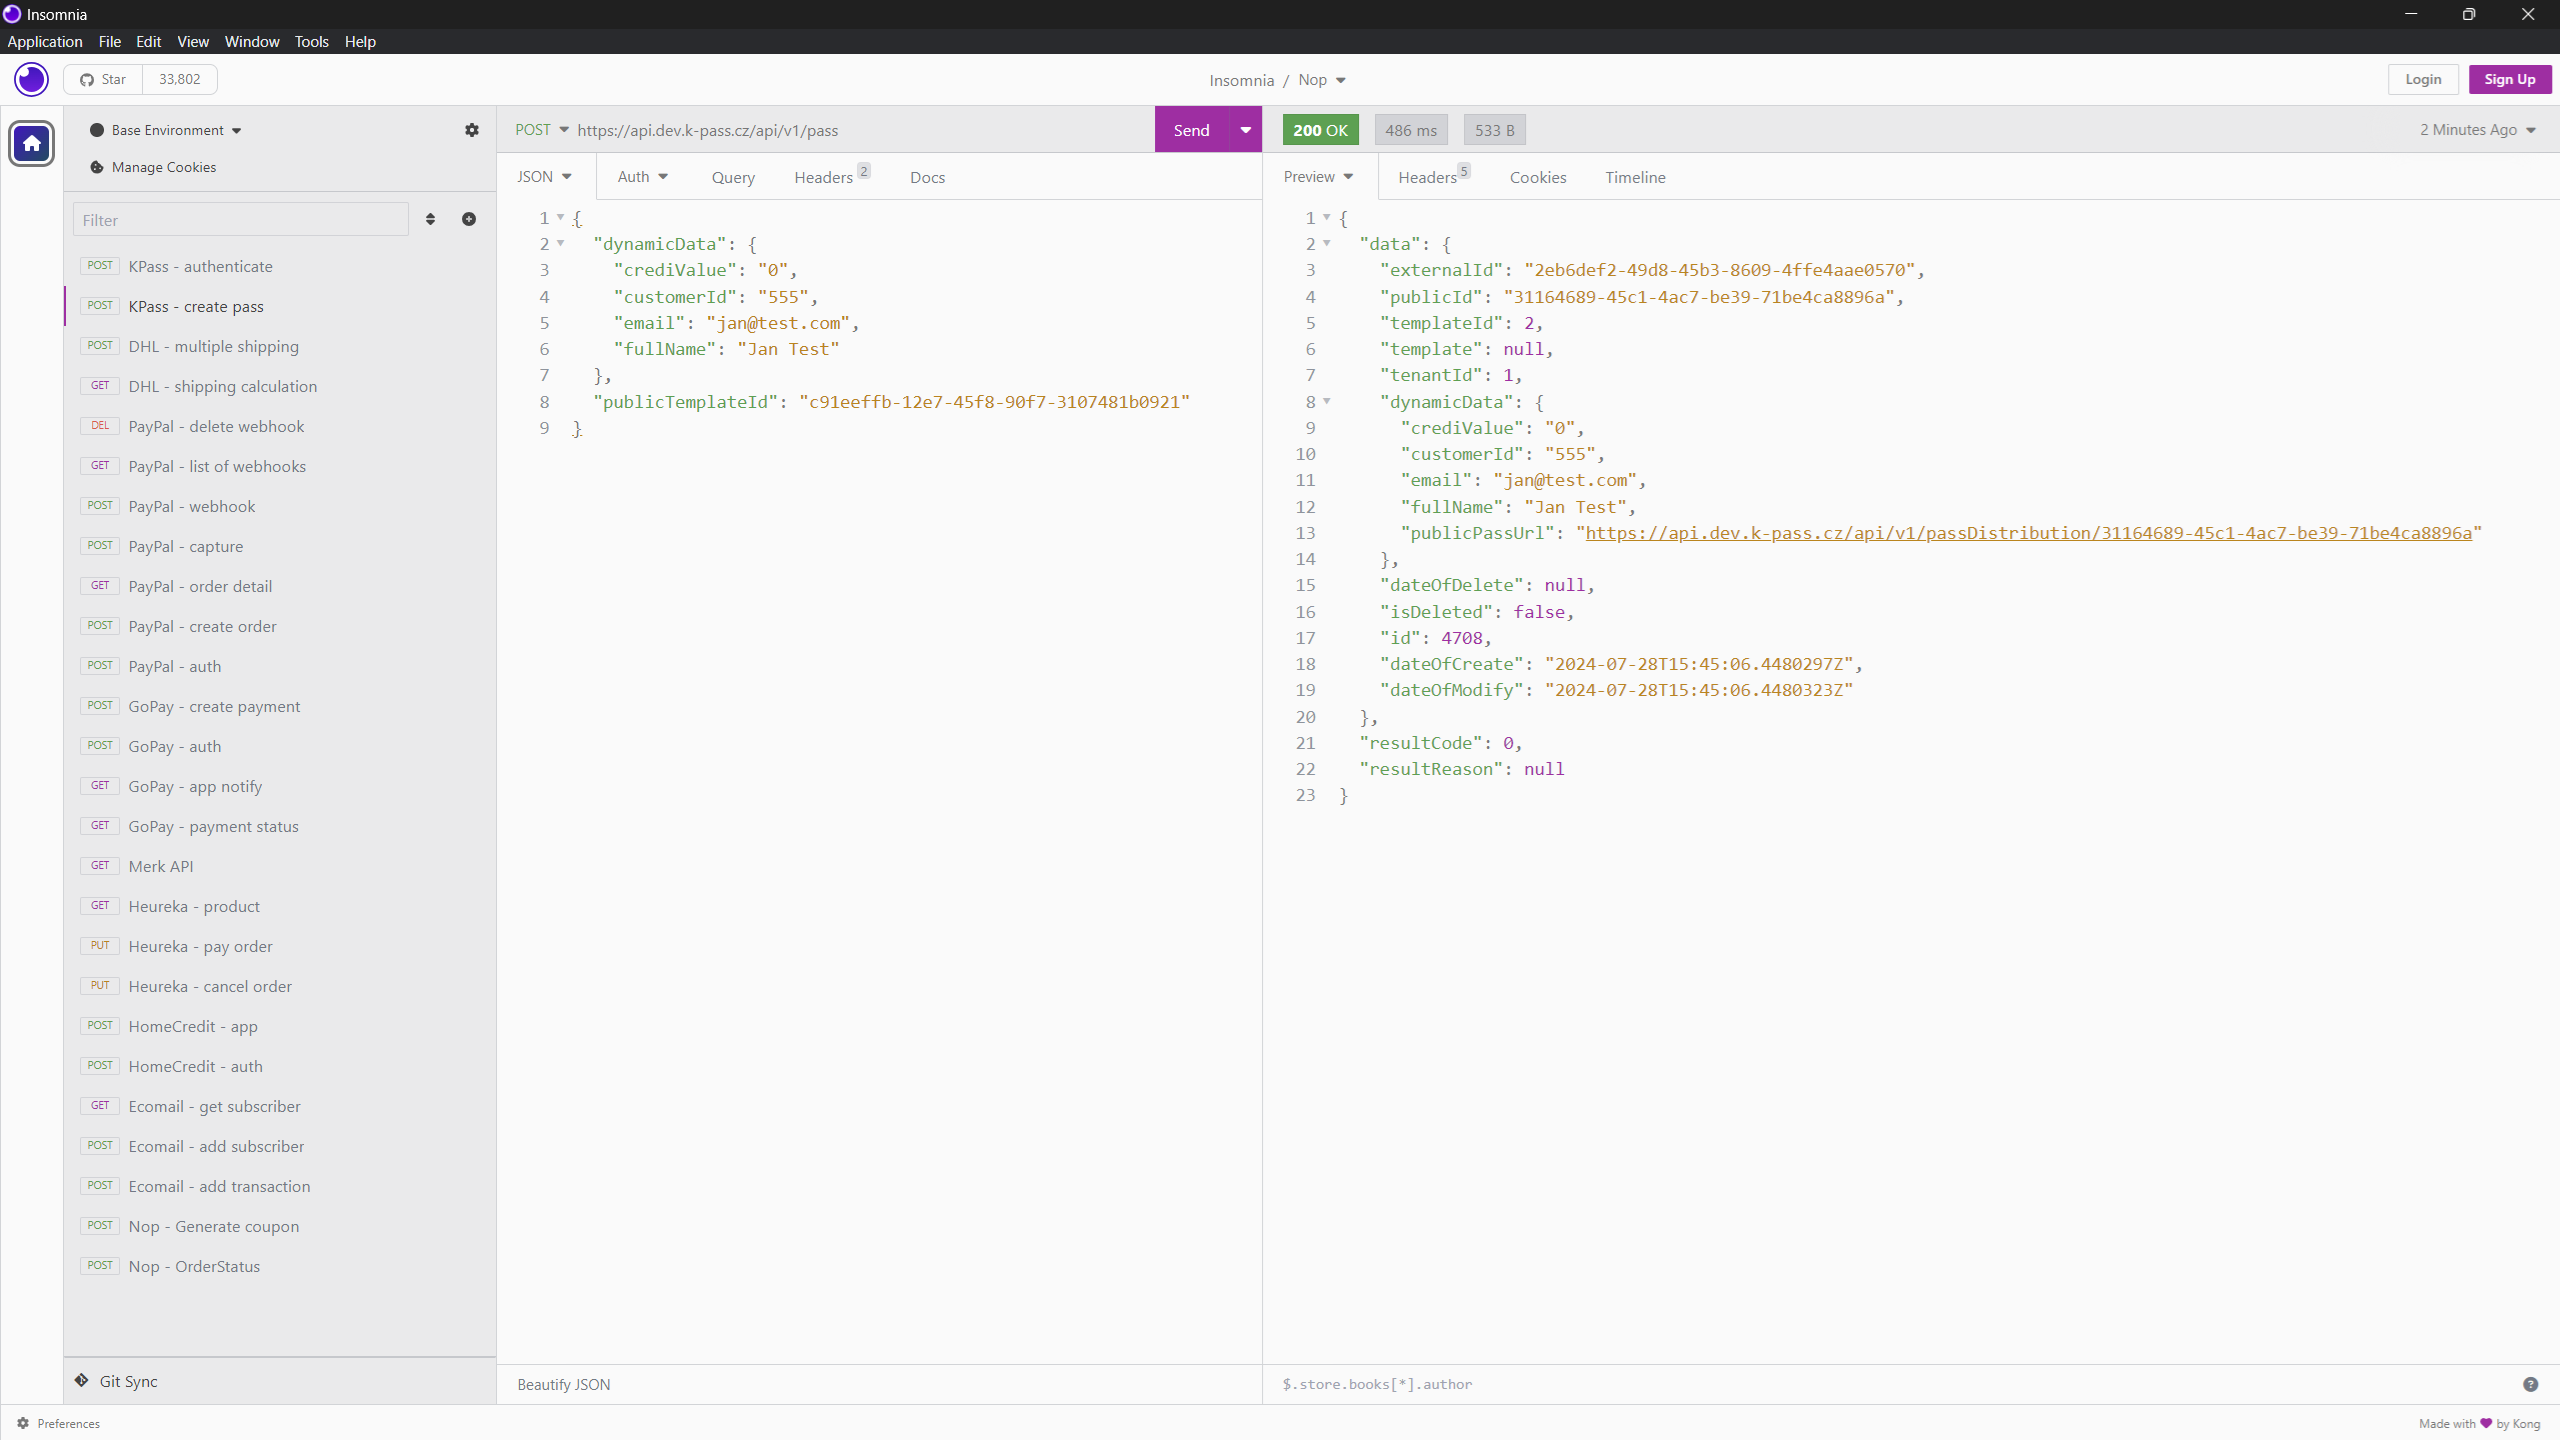 Insomnia
Application File Edit View Window Tools Help
Star 33,802
Insomnia / Nop
Login Sign Up
Base Environment
Manage Cookies
Filter
POST KPass - authenticate
POST KPass - create pass
POST DHL - multiple shipping
GET DHL - shipping calculation
DEL PayPal - delete webhook
GET PayPal - list of webhooks
POST PayPal - webhook
POST PayPal - capture
GET PayPal - order detail
POST PayPal - create order
POST PayPal - auth
POST GoPay - create payment
POST GoPay - auth
GET GoPay - app notify
GET GoPay - payment status
GET Merk API
GET Heureka - product
PUT Heureka - pay order
PUT Heureka - cancel order
POST HomeCredit - app
POST HomeCredit - auth
GET Ecomail - get subscriber
POST Ecomail - add subscriber
POST Ecomail - add transaction
POST Nop - Generate coupon
POST Nop - OrderStatus
Git Sync
POST https://api.dev.k-pass.cz/api/v1/pass Send
JSON Auth Query Headers 2 Docs
1 {
2 "dynamicData": {
3 "crediValue": "0",
4 "customerId": "555",
5 "email": "jan@test.com",
6 "fullName": "Jan Test"
7 },
8 "publicTemplateId": "c91eeffb-12e7-45f8-90f7-3107481b0921"
9 }
Beautify JSON
200 OK 486 ms 533 B 2 Minutes Ago
Preview Headers 5 Cookies Timeline
1 {
2 "data": {
3 "externalId": "2eb6def2-49d8-45b3-8609-4ffe4aae0570",
4 "publicId": "31164689-45c1-4ac7-be39-71be4ca8896a",
5 "templateId": 2,
6 "template": null,
7 "tenantId": 1,
8 "dynamicData": {
9 "crediValue": "0",
10 "customerId": "555",
11 "email": "jan@test.com",
12 "fullName": "Jan Test",
13 "publicPassUrl": "https://api.dev.k-pass.cz/api/v1/passDistribution/31164689-45c1-4ac7-be39-71be4ca8896a"
14 },
15 "dateOfDelete": null,
16 "isDeleted": false,
17 "id": 4708,
18 "dateOfCreate": "2024-07-28T15:45:06.4480297Z",
19 "dateOfModify": "2024-07-28T15:45:06.4480323Z"
20 },
21 "resultCode": 0,
22 "resultReason": null
23 }
$.store.books[*].author
Preferences
Made with by Kong